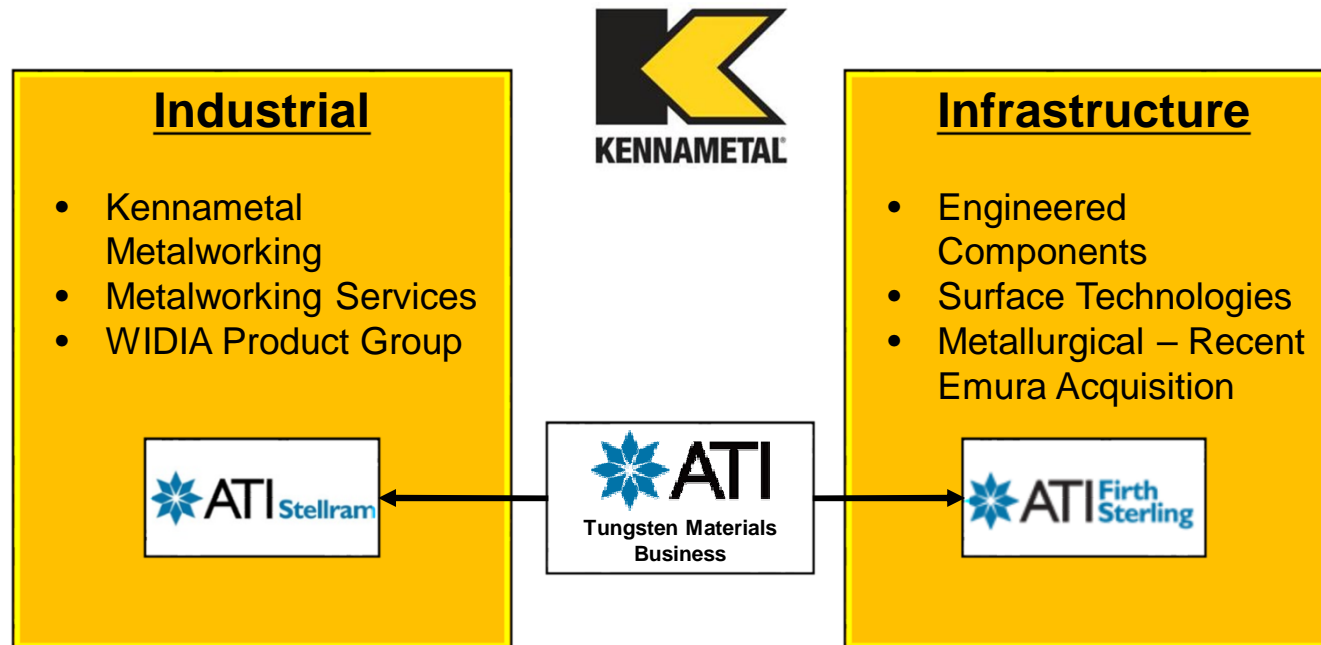 KENNAMETAL
Industrial
• Kennametal
Metalworking
• Metalworking Services
• WIDIA Product Group
ATI Stellram
ATI
Tungsten Materials
Business
Infrastructure
• Engineered
Components
• Surface Technologies
• Metallurgical – Recent
Emura Acquisition
ATI Firth
Sterling